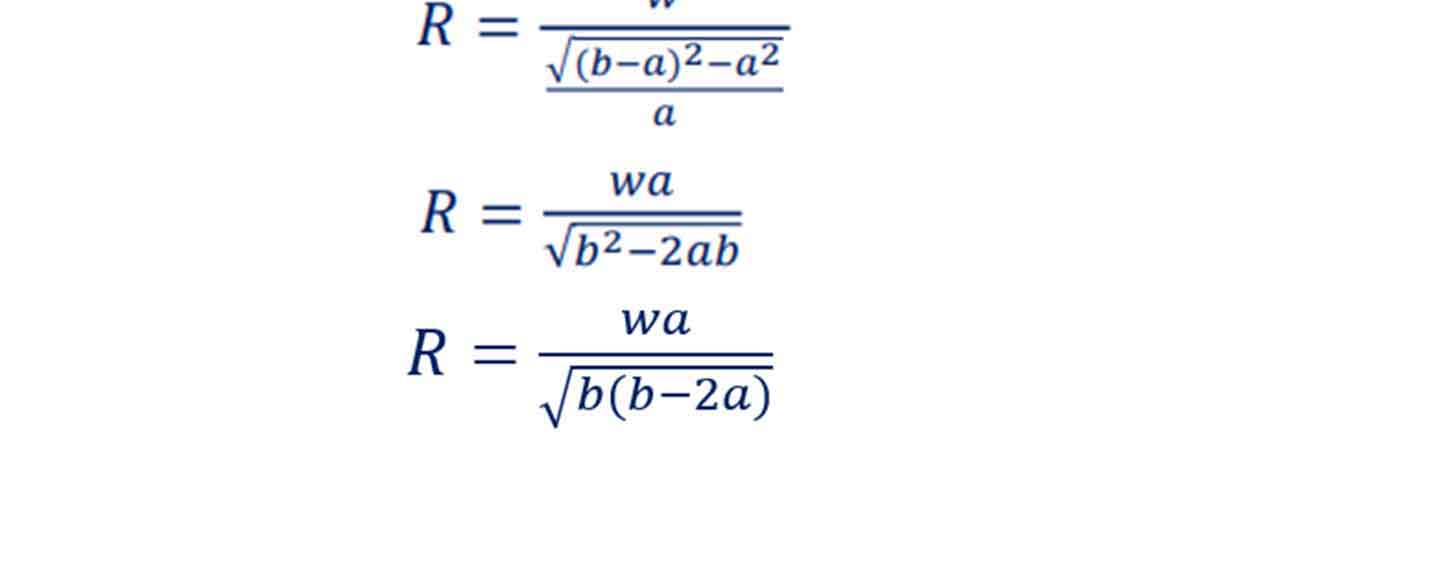 R = w / (√((b−a)²−a²) / a)
R = wa / √(b²−2ab)
R = wa / √(b(b−2a))